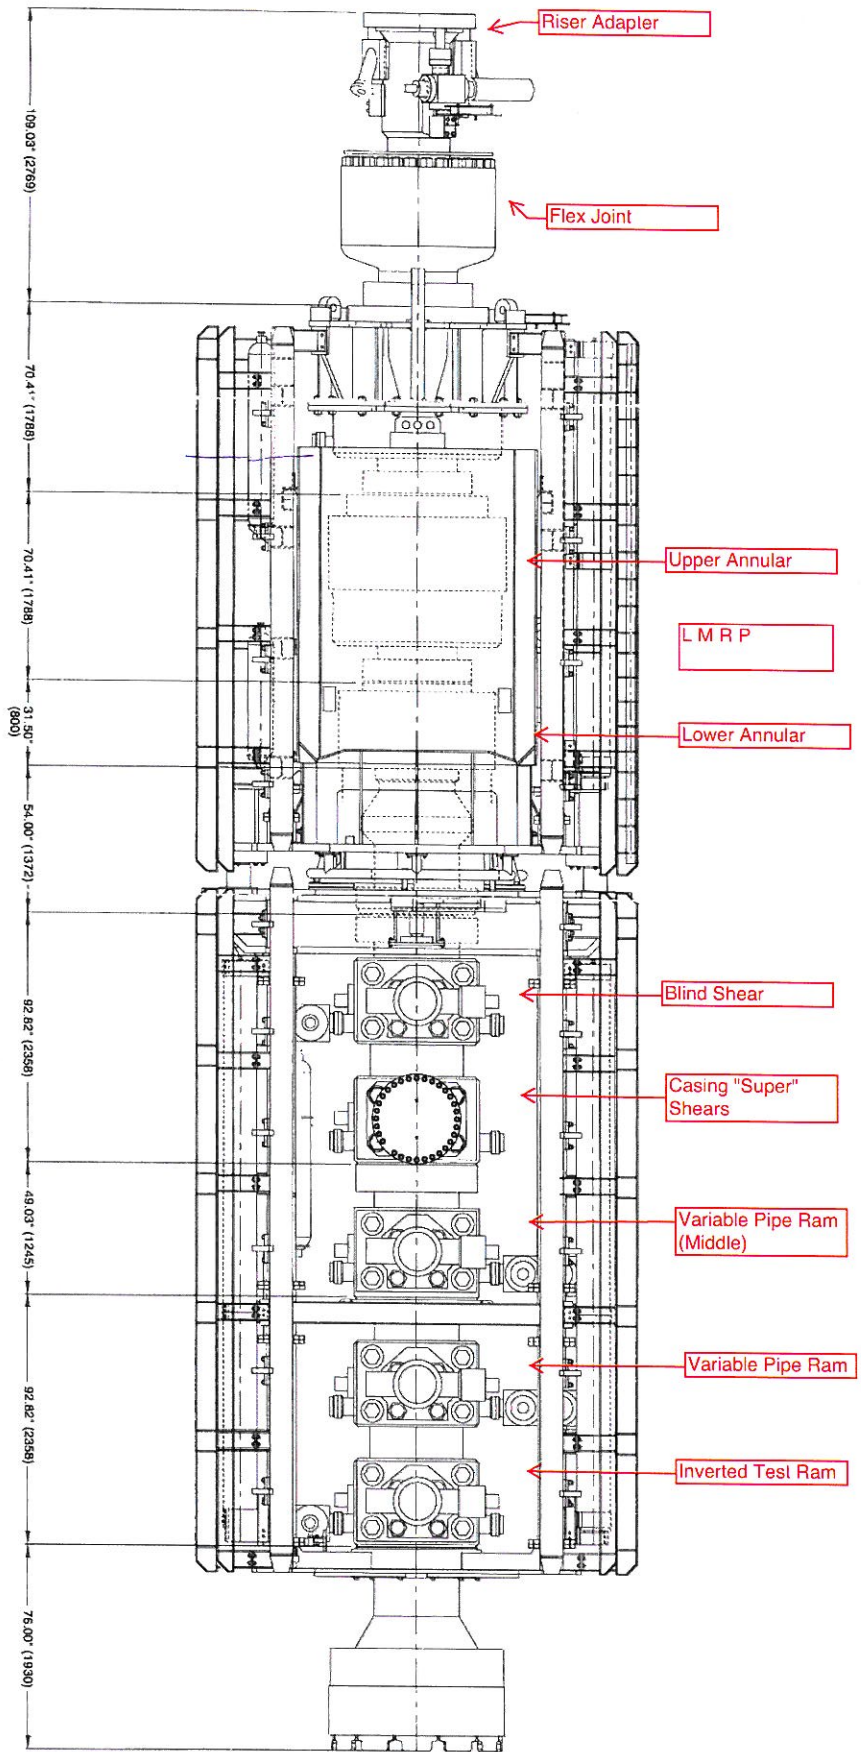 Riser Adapter
109.03" (2769)
Flex Joint
70.41" (1788)
70.41" (1788)
Upper Annular
L M R P
31.50"
(800)
Lower Annular
54.00" (1372)
92.82" (2358)
Blind Shear
Casing "Super"
Shears
49.03" (1245)
Variable Pipe Ram
(Middle)
92.82" (2358)
Variable Pipe Ram
Inverted Test Ram
76.00" (1930)